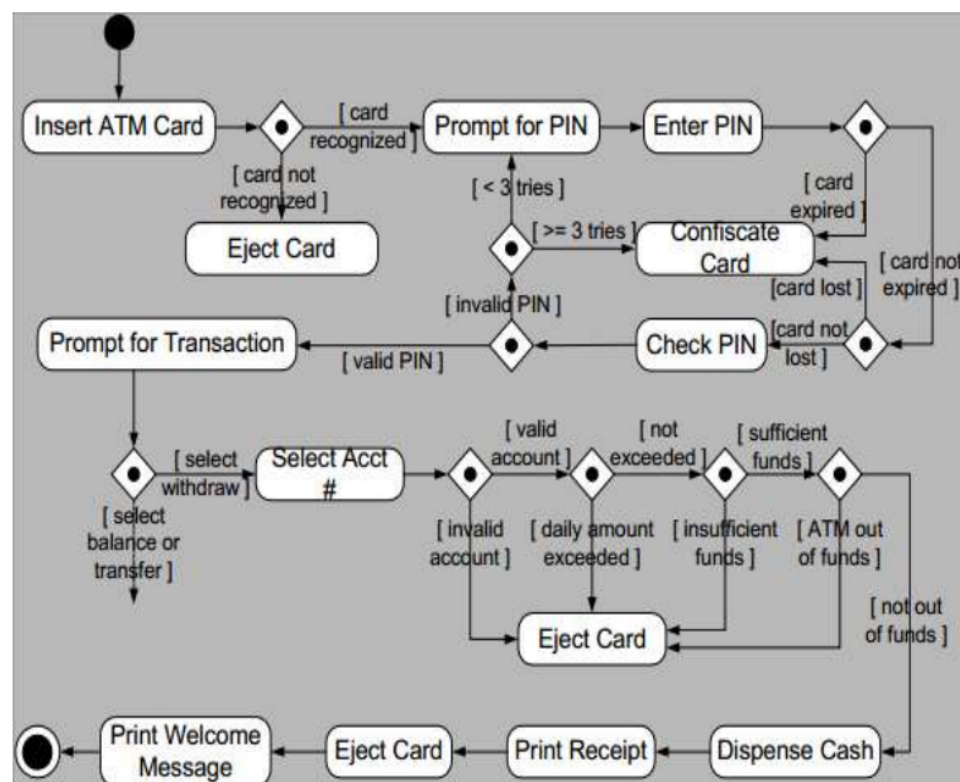 Insert ATM Card
[ card
recognized ]
Prompt for PIN
Enter PIN
[ card not
recognized ]
[ < 3 tries ]
[ card
expired ]
Eject Card
[ >= 3 tries ]
Confiscate
Card
[ card not
expired ]
[card lost ]
[ invalid PIN ]
Prompt for Transaction
[ valid PIN ]
Check PIN
[card not
lost ]
[ valid
account ]
[ not
exceeded ]
[ sufficient
funds ]
[ select
withdraw ]
Select Acct
#
[ select
balance or
transfer ]
[ invalid
account ]
[ daily amount
exceeded ]
[ insufficient
funds ]
[ ATM out
of funds ]
[ not out
of funds ]
Eject Card
Print Welcome
Message
Eject Card
Print Receipt
Dispense Cash